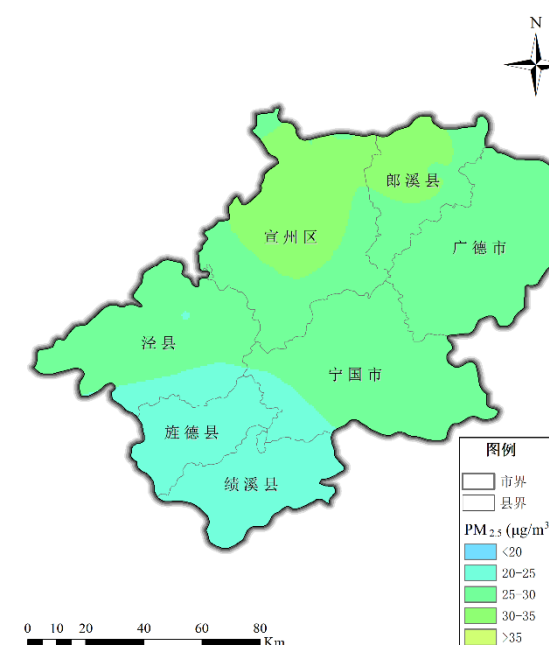 N
郎溪县
宣州区
广德市
泾县
宁国市
旌德县
绩溪县
图例
市界
县界
PM2.5 (μg/m³
<20
20-25
25-30
30-35
>35
0 10 20 40 60 80
Km